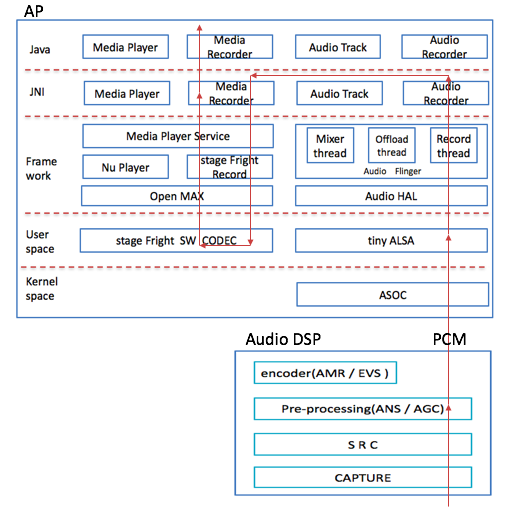 AP
Java
Media Player
Media
Recorder
Audio Track
Audio
Recorder
JNI
Media Player
Media
Recorder
Audio Track
Audio
Recorder
Frame
work
Media Player Service
Nu Player
stage Fright
Record
Open MAX
Mixer
thread
Offload
thread
Record
thread
Audio Flinger
Audio HAL
User
space
stage Fright SW CODEC
tiny ALSA
Kernel
space
ASOC
Audio DSP
PCM
encoder(AMR / EVS )
Pre-processing(ANS / AGC)
S R C
CAPTURE